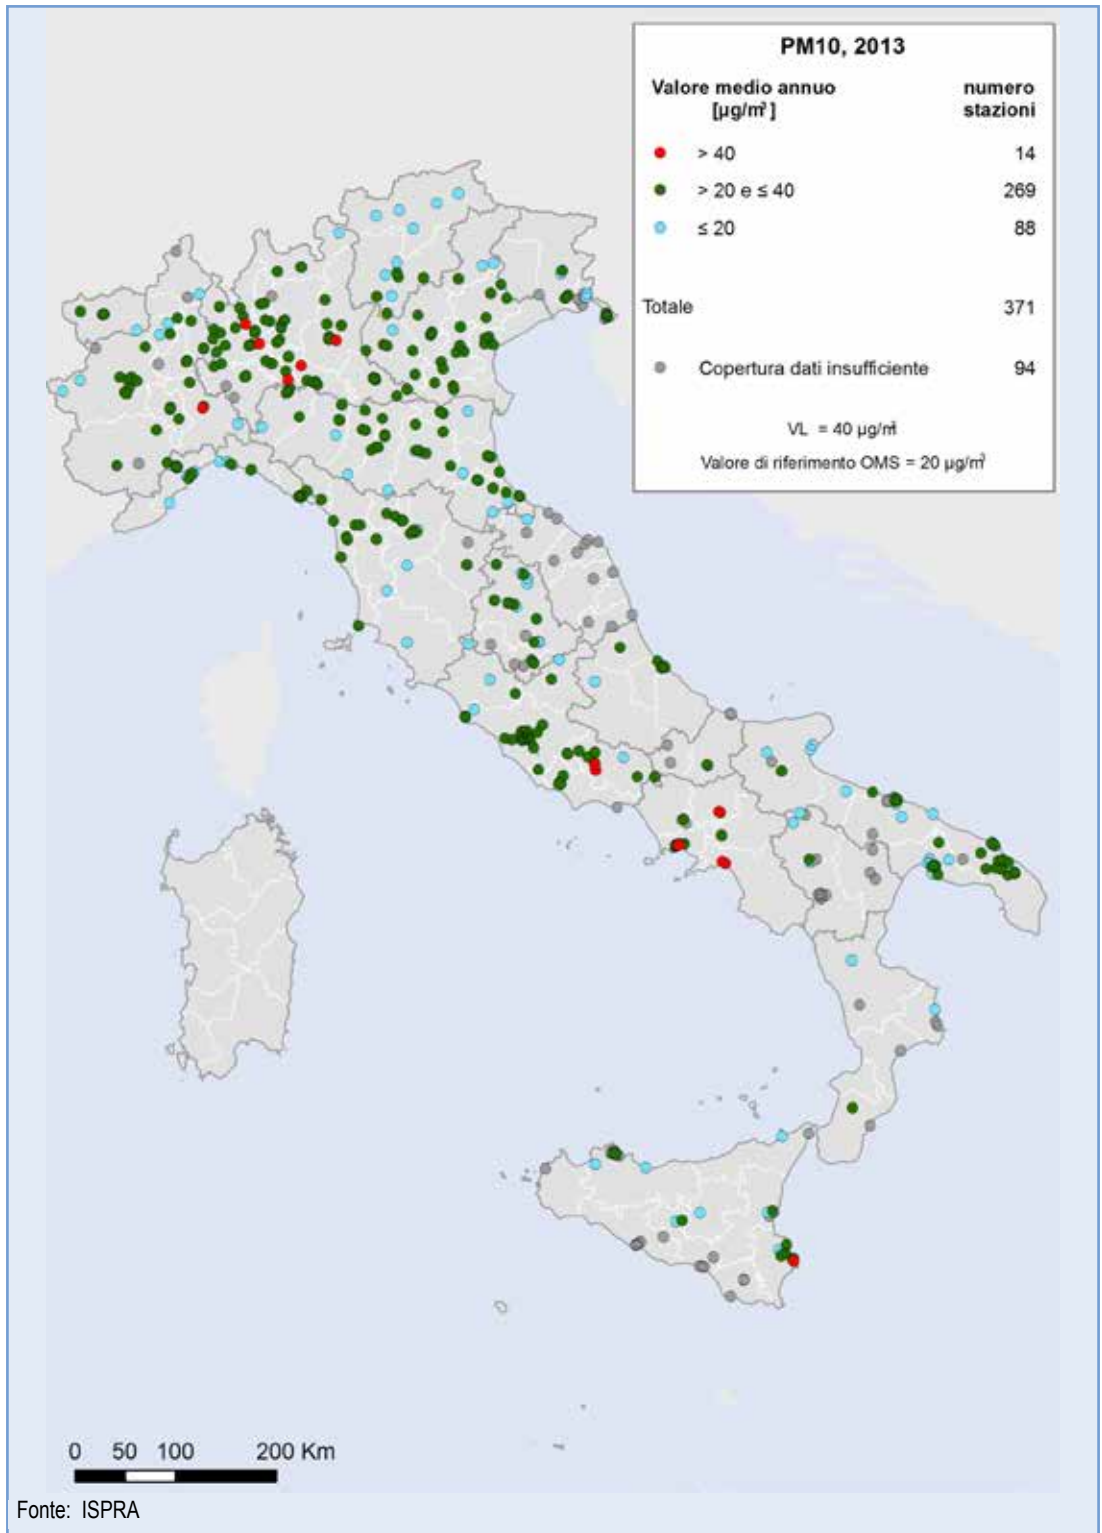 PM10, 2013
Valore medio annuo numero
[µg/m³] stazioni
> 40 14
> 20 e ≤ 40 269
≤ 20 88
Totale 371
Copertura dati insufficiente 94
VL = 40 µg/m³
Valore di riferimento OMS = 20 µg/m³
0 50 100 200 Km
Fonte: ISPRA